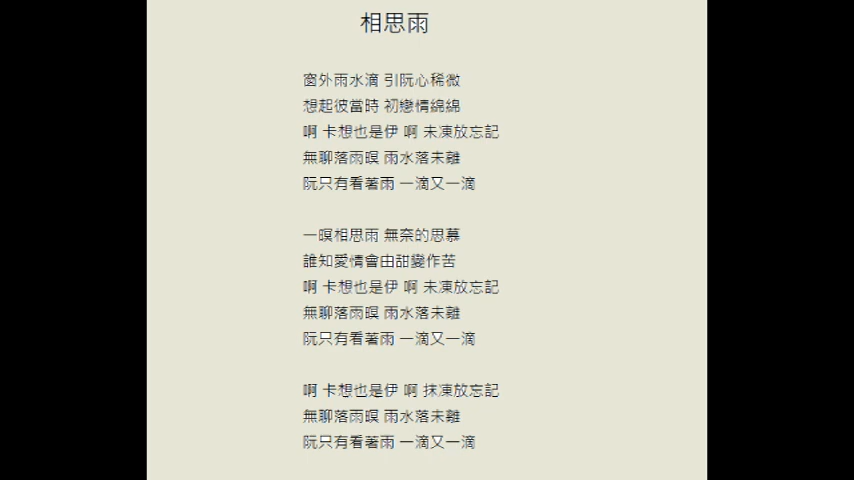 相思雨
窗外雨水滴 引阮心稀微
想起彼當時 初戀情綿綿
啊 卡想也是伊 啊 未凍放忘記
無聊落雨暝 雨水落未離
阮只有看著雨 一滴又一滴
一暝相思雨 無奈的思慕
誰知愛情會由甜變作苦
啊 卡想也是伊 啊 未凍放忘記
無聊落雨暝 雨水落未離
阮只有看著雨 一滴又一滴
啊 卡想也是伊 啊 抹凍放忘記
無聊落雨暝 雨水落未離
阮只有看著雨 一滴又一滴